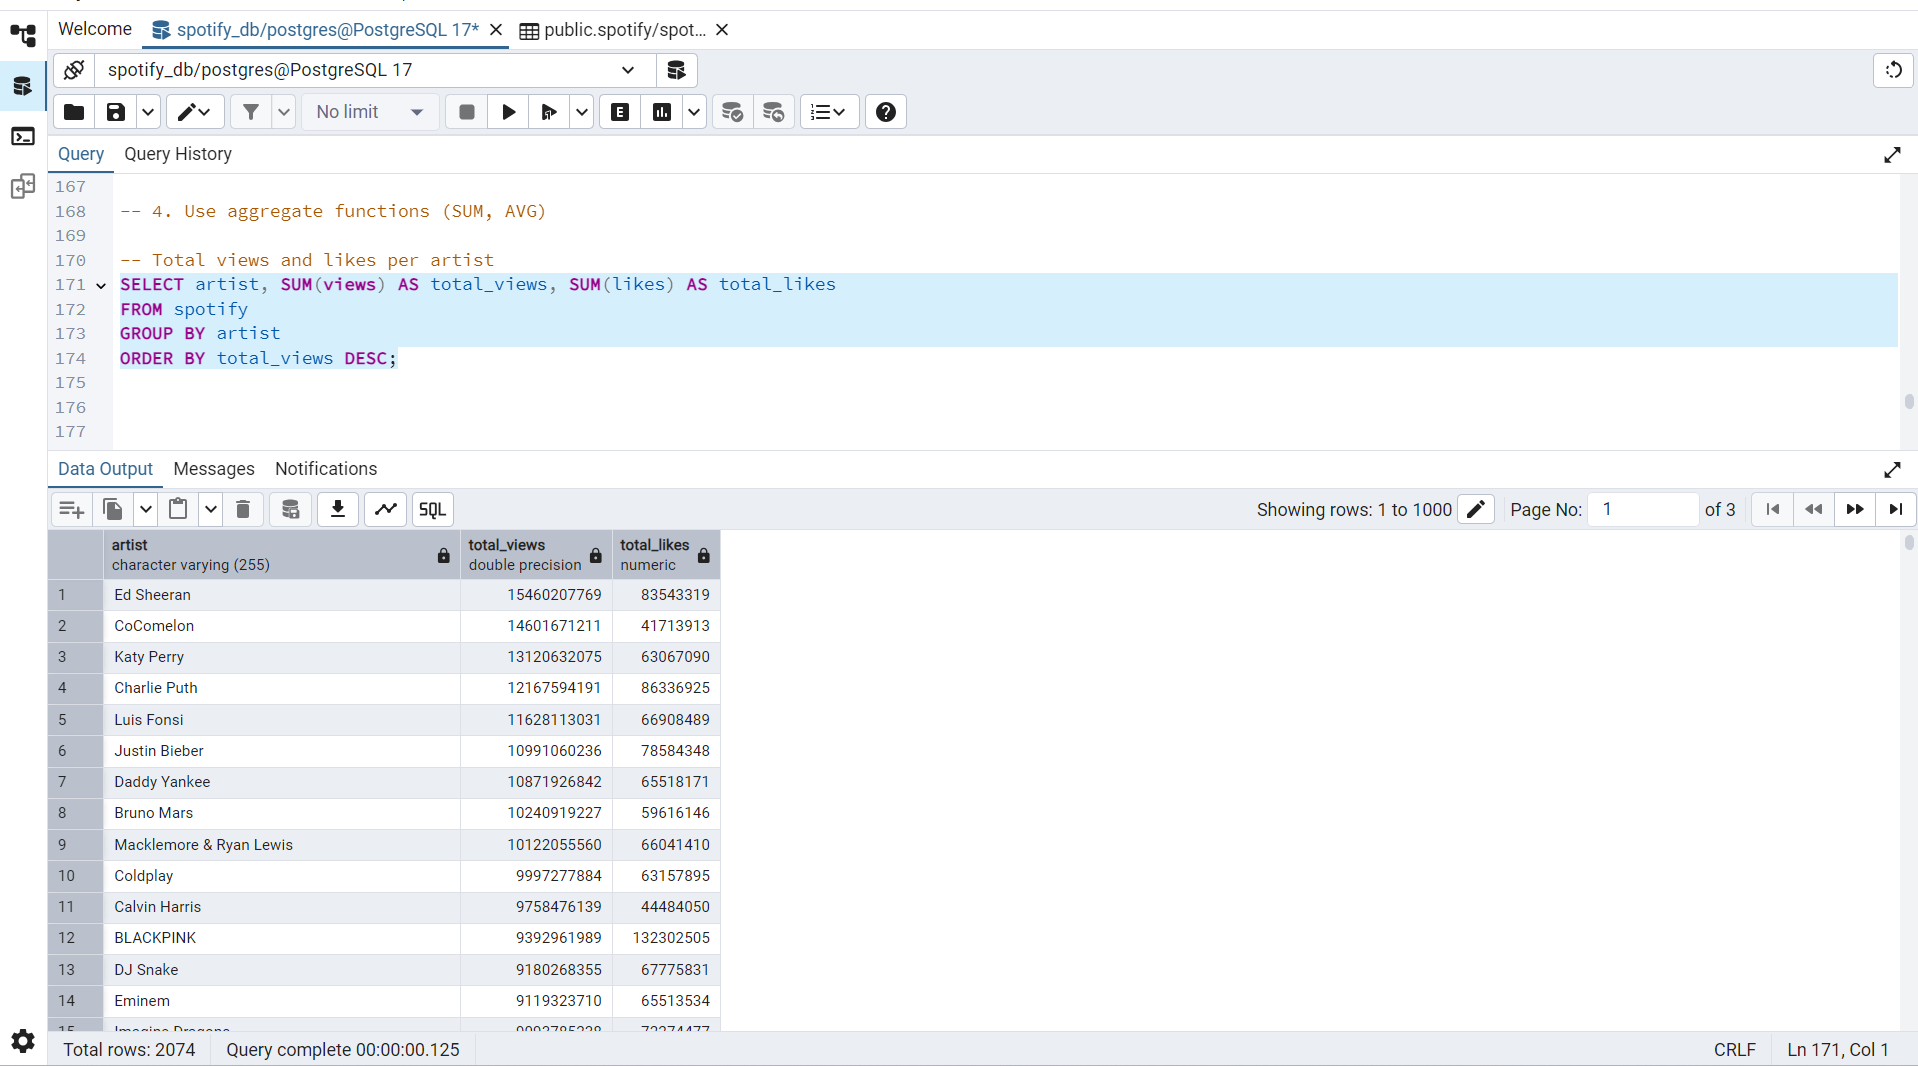 Welcome
spotify_db/postgres@PostgreSQL 17*
public.spotify/spot...
spotify_db/postgres@PostgreSQL 17
No limit
E
Query
Query History
167
168 -- 4. Use aggregate functions (SUM, AVG)
169
170 -- Total views and likes per artist
171 SELECT artist, SUM(views) AS total_views, SUM(likes) AS total_likes
172 FROM spotify
173 GROUP BY artist
174 ORDER BY total_views DESC;
175
176
177
Data Output
Messages
Notifications
SQL
Showing rows: 1 to 1000
Page No: 1 of 3
artist total_views total_likes
character varying (255) double precision numeric
1 Ed Sheeran 15460207769 83543319
2 CoComelon 14601671211 41713913
3 Katy Perry 13120632075 63067090
4 Charlie Puth 12167594191 86336925
5 Luis Fonsi 11628113031 66908489
6 Justin Bieber 10991060236 78584348
7 Daddy Yankee 10871926842 65518171
8 Bruno Mars 10240919227 59616146
9 Macklemore & Ryan Lewis 10122055560 66041410
10 Coldplay 9997277884 63157895
11 Calvin Harris 9758476139 44484050
12 BLACKPINK 9392961989 132302505
13 DJ Snake 9180268355 67775831
14 Eminem 9119323710 65513534
15 Imagine Dragons
Total rows: 2074
Query complete 00:00:00.125
CRLF
Ln 171, Col 1